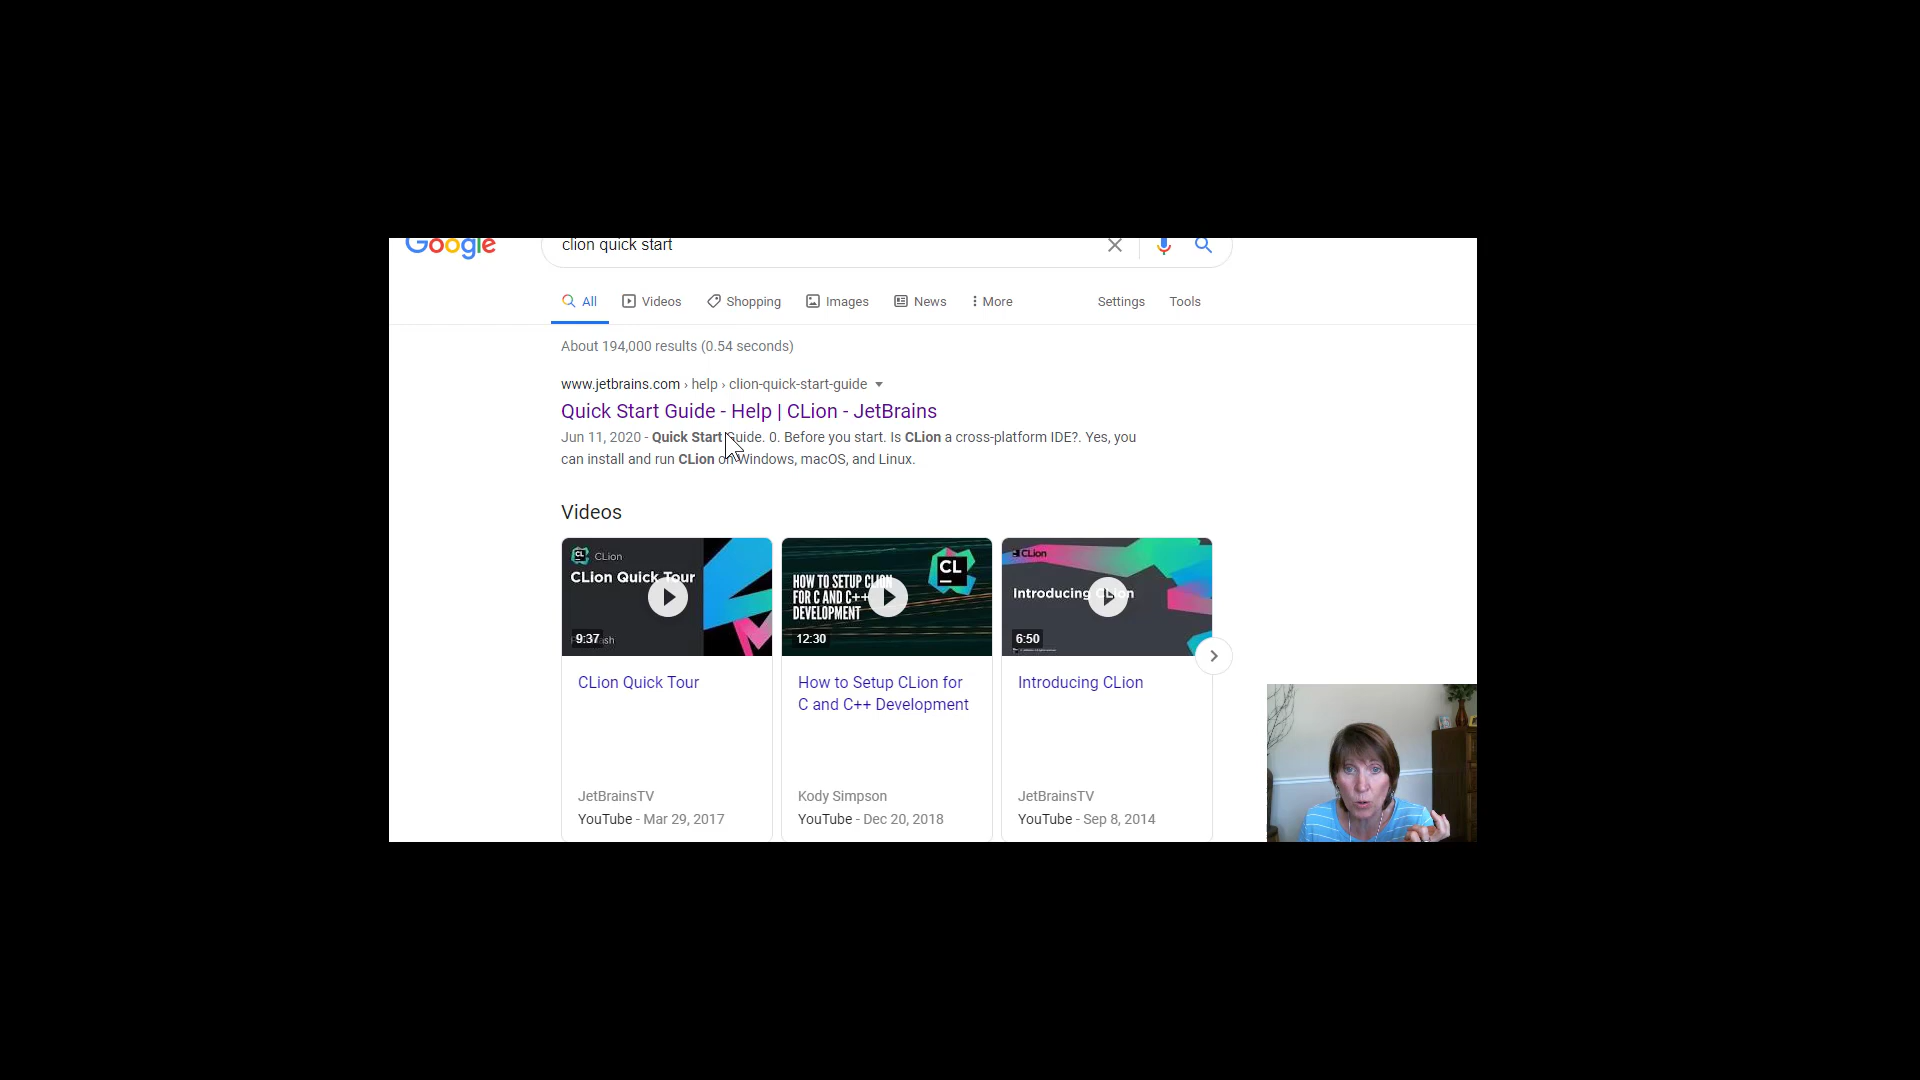 Google
clion quick start
All Videos Shopping Images News More Settings Tools
About 194,000 results (0.54 seconds)
www.jetbrains.com › help › clion-quick-start-guide
Quick Start Guide - Help | CLion - JetBrains
Jun 11, 2020 - Quick Start Guide. 0. Before you start. Is CLion a cross-platform IDE?. Yes, you
can install and run CLion on Windows, macOS, and Linux.
Videos
CL CLion
CLion Quick Tour
9:37
CL
HOW TO SETUP CLION
FOR C AND C++
DEVELOPMENT
12:30
CLion
Introducing CLion
6:50
CLion Quick Tour
JetBrainsTV
YouTube - Mar 29, 2017
How to Setup CLion for
C and C++ Development
Kody Simpson
YouTube - Dec 20, 2018
Introducing CLion
JetBrainsTV
YouTube - Sep 8, 2014